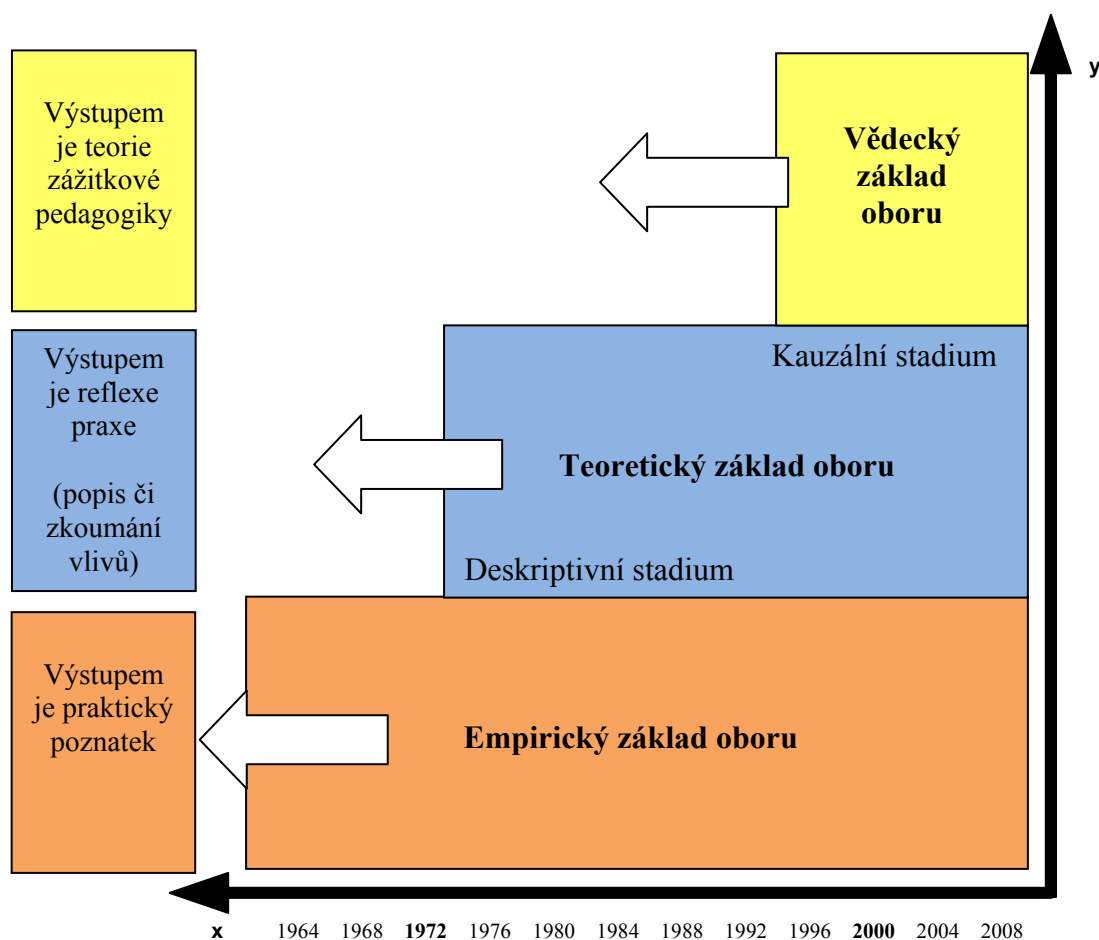 y
Výstupem
je teorie
zážitkové
pedagogiky
Vědecký
základ
oboru
Výstupem
je reflexe
praxe
(popis či
zkoumání
vlivů)
Kauzální stadium
Teoretický základ oboru
Deskriptivní stadium
Výstupem
je praktický
poznatek
Empirický základ oboru
x 1964 1968 1972 1976 1980 1984 1988 1992 1996 2000 2004 2008